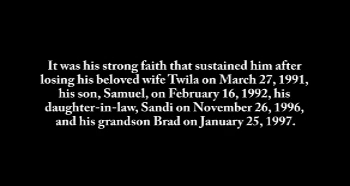 It was his strong faith that sustained him after
losing his beloved wife Twila on March 27, 1991,
his son, Samuel, on February 16, 1992, his
daughter-in-law, Sandi on November 26, 1996,
and his grandson Brad on January 25, 1997.